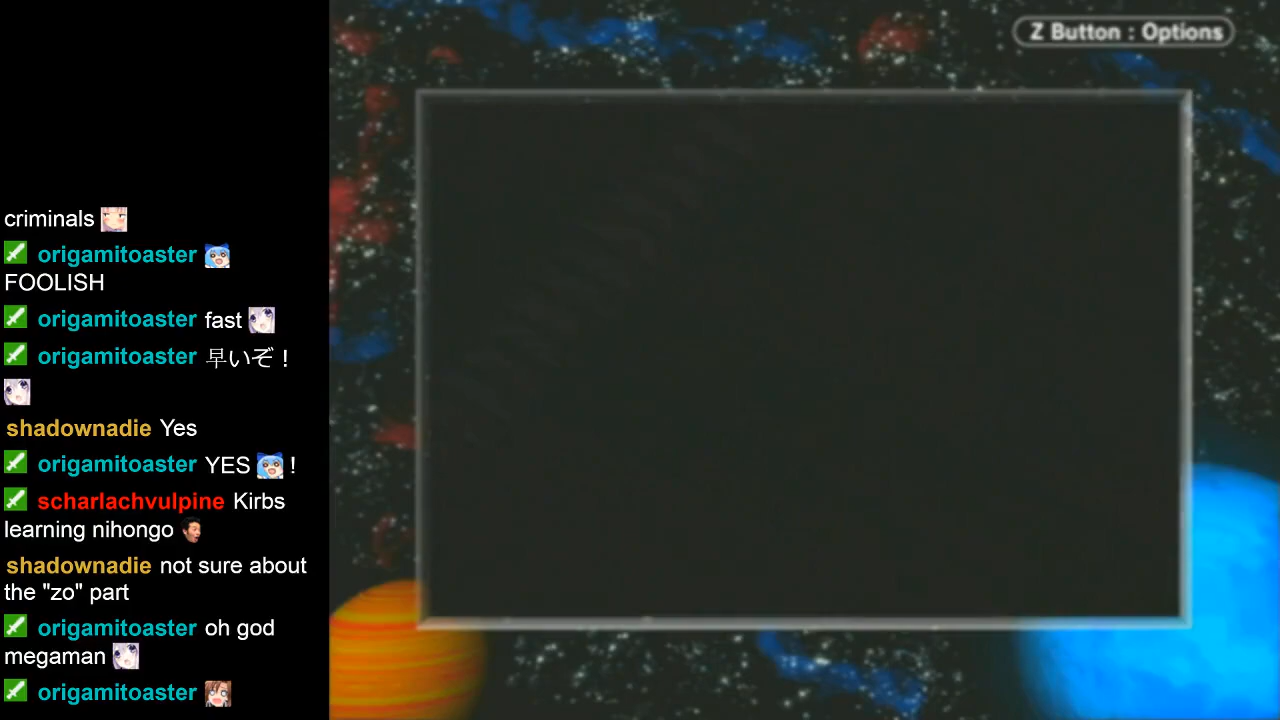 Z Button : Options
criminals
origamitoaster
FOOLISH
origamitoaster fast
origamitoaster 早いぞ！
shadownadie Yes
origamitoaster YES !
scharlachvulpine Kirbs
learning nihongo
shadownadie not sure about
the "zo" part
origamitoaster oh god
megaman
origamitoaster